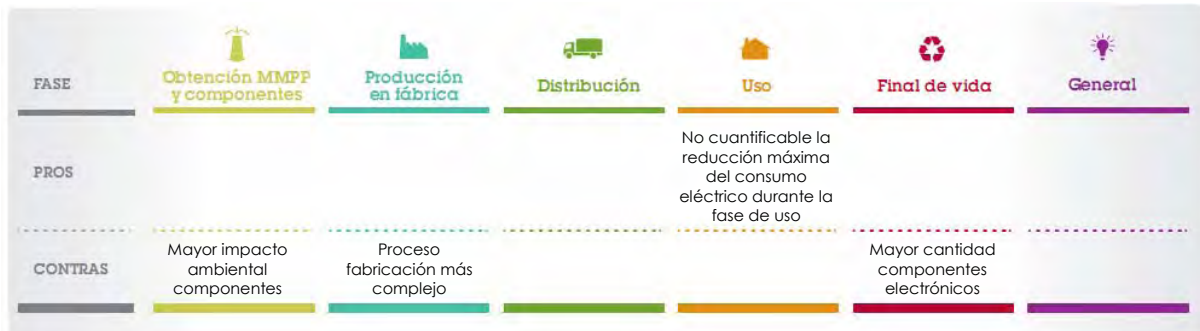 FASE
Obtención MMPP
y componentes
Producción
en fábrica
Distribución
Uso
Final de vida
General
PROS
No cuantificable la
reducción máxima
del consumo
eléctrico durante la
fase de uso
CONTRAS
Mayor impacto
ambiental
componentes
Proceso
fabricación más
complejo
Mayor cantidad
componentes
electrónicos